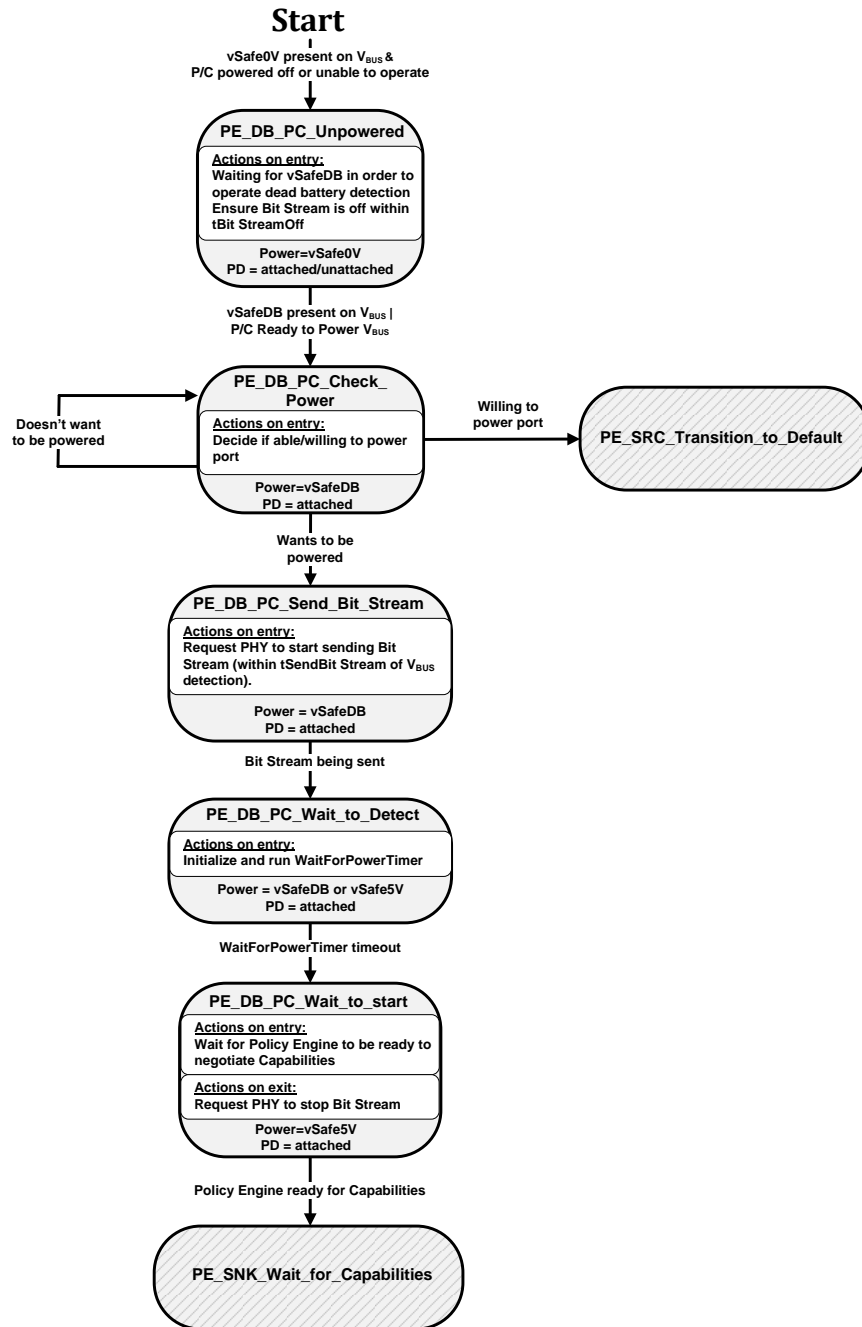 Start
vSafe0V present on VBUS &
P/C powered off or unable to operate
PE_DB_PC_Unpowered
Actions on entry:
Waiting for vSafeDB in order to
operate dead battery detection
Ensure Bit Stream is off within
tBit StreamOff
Power=vSafe0V
PD = attached/unattached
vSafeDB present on VBUS |
P/C Ready to Power VBUS
PE_DB_PC_Check_
Power
Actions on entry:
Decide if able/willing to power
port
Power=vSafeDB
PD = attached
Doesn't want
to be powered
Willing to
power port
PE_SRC_Transition_to_Default
Wants to be
powered
PE_DB_PC_Send_Bit_Stream
Actions on entry:
Request PHY to start sending Bit
Stream (within tSendBit Stream of VBUS
detection).
Power = vSafeDB
PD = attached
Bit Stream being sent
PE_DB_PC_Wait_to_Detect
Actions on entry:
Initialize and run WaitForPowerTimer
Power = vSafeDB or vSafe5V
PD = attached
WaitForPowerTimer timeout
PE_DB_PC_Wait_to_start
Actions on entry:
Wait for Policy Engine to be ready to
negotiate Capabilities
Actions on exit:
Request PHY to stop Bit Stream
Power=vSafe5V
PD = attached
Policy Engine ready for Capabilities
PE_SNK_Wait_for_Capabilities